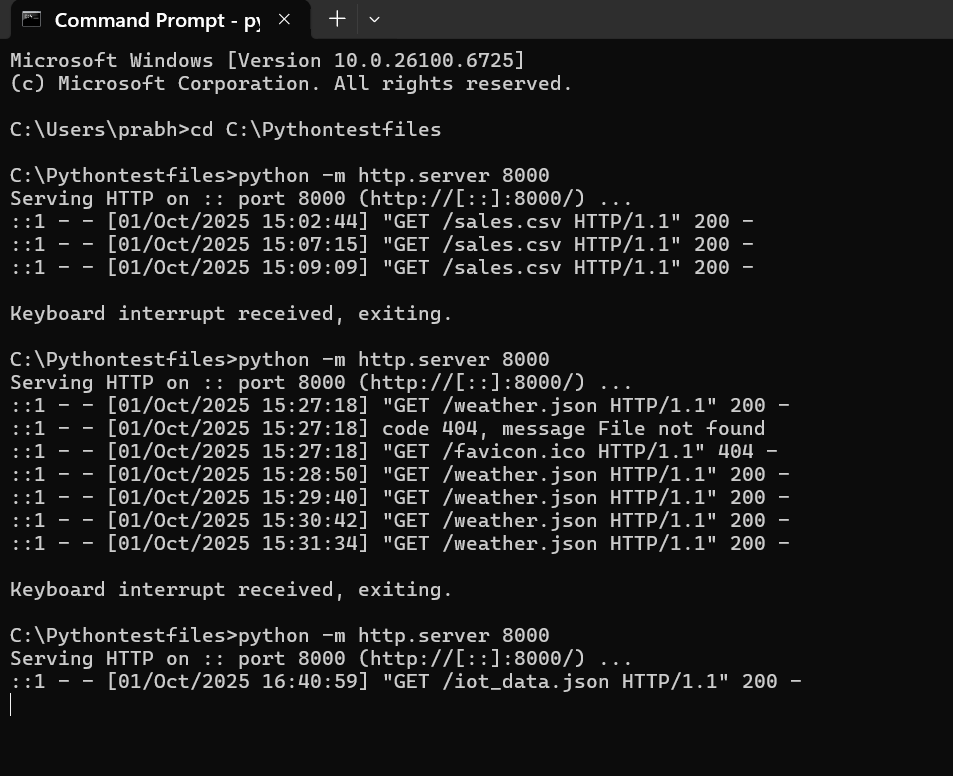 Command Prompt - py
Microsoft Windows [Version 10.0.26100.6725]
(c) Microsoft Corporation. All rights reserved.
C:\Users\prabh>cd C:\Pythontestfiles
C:\Pythontestfiles>python -m http.server 8000
Serving HTTP on :: port 8000 (http://[::]:8000/) ...
::1 - - [01/Oct/2025 15:02:44] "GET /sales.csv HTTP/1.1" 200 -
::1 - - [01/Oct/2025 15:07:15] "GET /sales.csv HTTP/1.1" 200 -
::1 - - [01/Oct/2025 15:09:09] "GET /sales.csv HTTP/1.1" 200 -
Keyboard interrupt received, exiting.
C:\Pythontestfiles>python -m http.server 8000
Serving HTTP on :: port 8000 (http://[::]:8000/) ...
::1 - - [01/Oct/2025 15:27:18] "GET /weather.json HTTP/1.1" 200 -
::1 - - [01/Oct/2025 15:27:18] code 404, message File not found
::1 - - [01/Oct/2025 15:27:18] "GET /favicon.ico HTTP/1.1" 404 -
::1 - - [01/Oct/2025 15:28:50] "GET /weather.json HTTP/1.1" 200 -
::1 - - [01/Oct/2025 15:29:40] "GET /weather.json HTTP/1.1" 200 -
::1 - - [01/Oct/2025 15:30:42] "GET /weather.json HTTP/1.1" 200 -
::1 - - [01/Oct/2025 15:31:34] "GET /weather.json HTTP/1.1" 200 -
Keyboard interrupt received, exiting.
C:\Pythontestfiles>python -m http.server 8000
Serving HTTP on :: port 8000 (http://[::]:8000/) ...
::1 - - [01/Oct/2025 16:40:59] "GET /iot_data.json HTTP/1.1" 200 -